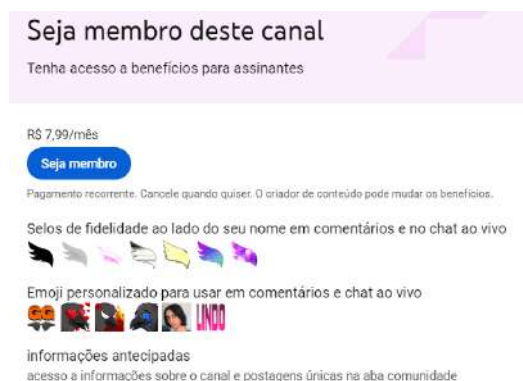 Seja membro deste canal
Tenha acesso a benefícios para assinantes
R$ 7,99/mês
Seja membro
Pagamento recorrente. Cancele quando quiser. O criador de conteúdo pode mudar os benefícios.
Selos de fidelidade ao lado do seu nome em comentários e no chat ao vivo
Emoji personalizado para usar em comentários e chat ao vivo
GG LINDO
informações antecipadas
acesso a informações sobre o canal e postagens únicas na aba comunidade